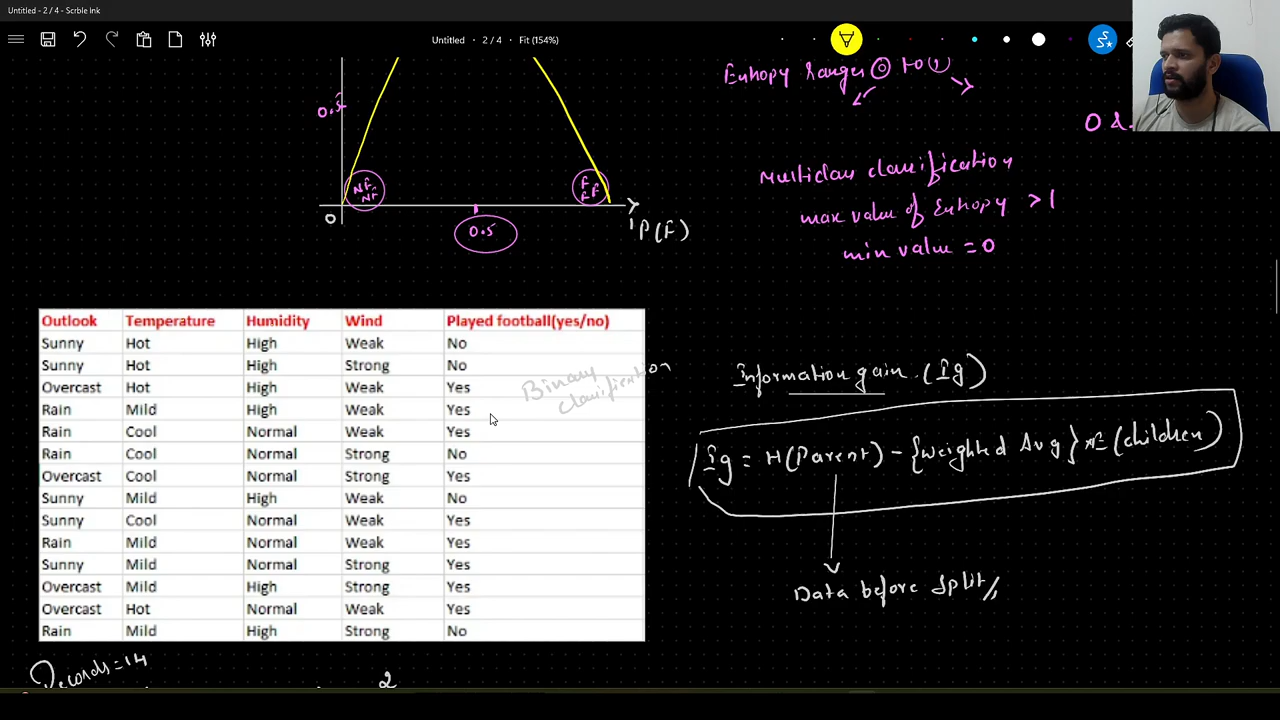 Untitled - 2 / 4 - Scrble Ink
Untitled • 2 / 4 • Fit (154%)
Entropy ranges 0 to 1
0.5
0 &
NF
NF
F
F F
Multiclass classification
max value of Entropy > 1
min value = 0
0
0.5
1 P(F)
Outlook Temperature Humidity Wind Played football(yes/no)
Sunny Hot High Weak No
Sunny Hot High Strong No
Overcast Hot High Weak Yes
Rain Mild High Weak Yes
Rain Cool Normal Weak Yes
Rain Cool Normal Strong No
Overcast Cool Normal Strong Yes
Sunny Mild High Weak No
Sunny Cool Normal Weak Yes
Rain Mild Normal Weak Yes
Sunny Mild Normal Strong Yes
Overcast Mild High Strong Yes
Overcast Hot Normal Weak Yes
Rain Mild High Strong No
Binary
classification
Information gain. (Ig)
Ig = H(Parent) - {Weighted Avg} * E (children)
Data before split
Records = 14
2